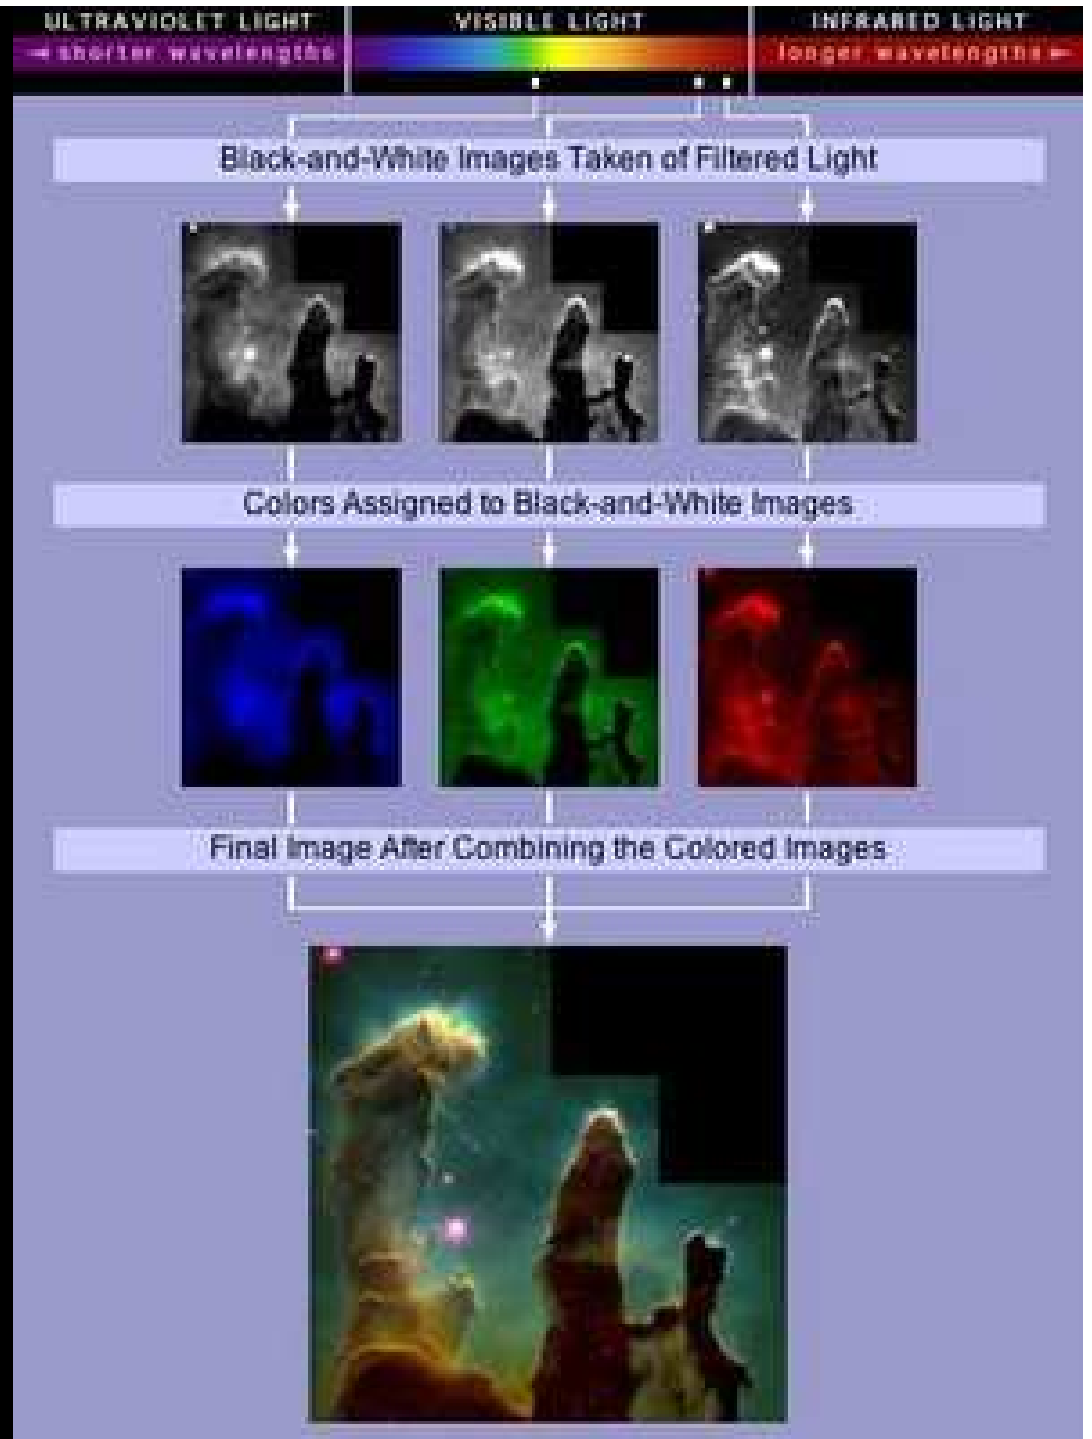 ULTRAVIOLET LIGHT
VISIBLE LIGHT
INFRARED LIGHT
shorter wavelengths
longer wavelengths
Black-and-White Images Taken of Filtered Light
Colors Assigned to Black-and-White Images
Final Image After Combining the Colored Images